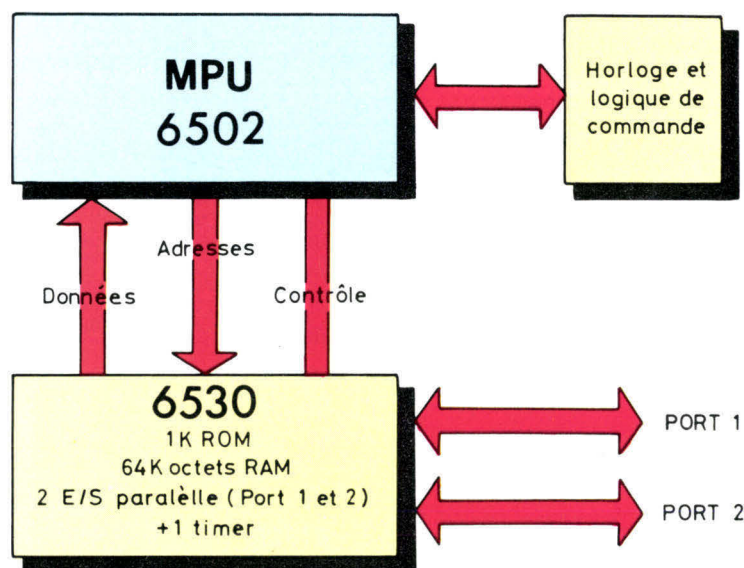 MPU
6502
Horloge et
logique de
commande
Adresses
Données
Contrôle
6530
1K ROM
64K octets RAM
2 E/S paralèlle (Port 1 et 2)
+1 timer
PORT 1
PORT 2